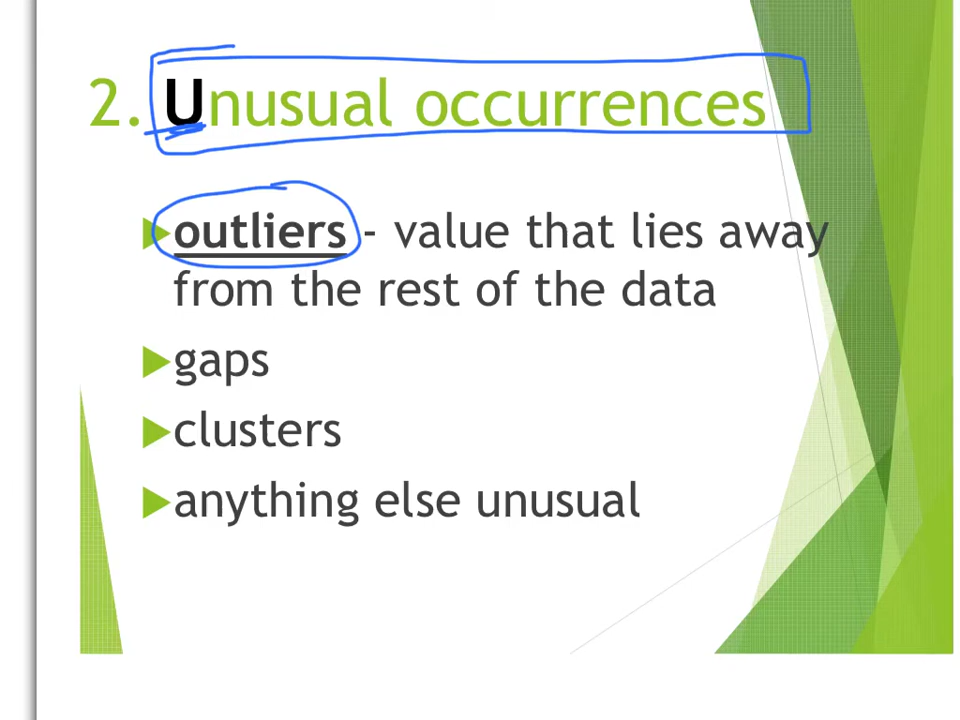 2. Unusual occurrences
outliers - value that lies away
from the rest of the data
gaps
clusters
anything else unusual